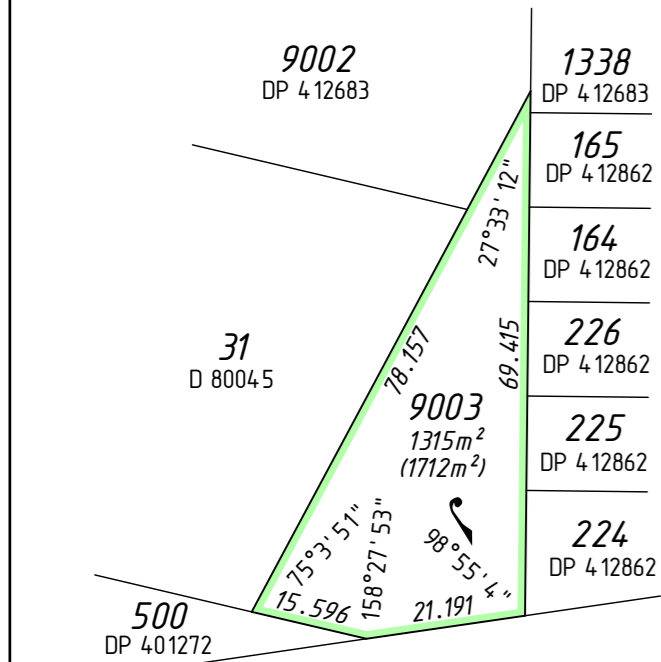 9002
DP 412683
1338
DP 412683
165
DP 412862
27°33'12"
164
DP 412862
31
D 80045
78.157
69.415
226
DP 412862
9003
1315m²
(1712m²)
225
DP 412862
75°3'51"
158°27'53"
98°55'4"
224
DP 412862
15.596
21.191
500
DP 401272